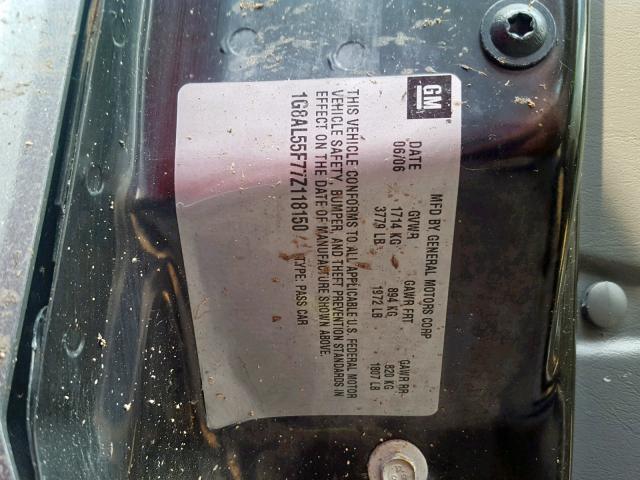 GM
MFD BY GENERAL MOTORS CORP
DATE GVWR GAWR FRT GAWR RR
06/06 1714 KG 894 KG 820 KG
3779 LB 1972 LB 1807 LB
THIS VEHICLE CONFORMS TO ALL APPLICABLE U.S. FEDERAL MOTOR
VEHICLE SAFETY, BUMPER, AND THEFT PREVENTION STANDARDS IN
EFFECT ON THE DATE OF MANUFACTURE SHOWN ABOVE.
1G8AL55F77Z118150 TYPE: PASS CAR